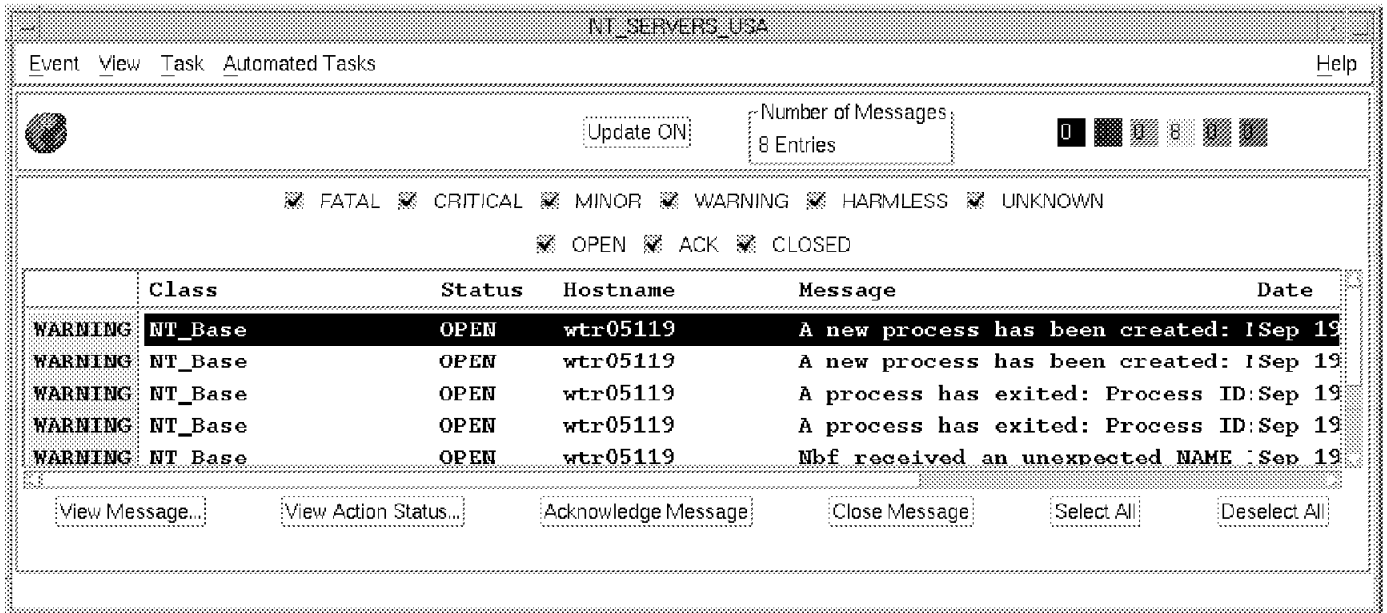 NT_SERVERS_USA
Event View Task Automated Tasks Help
Update ON
Number of Messages
8 Entries
0 0 8 0 0
FATAL CRITICAL MINOR WARNING HARMLESS UNKNOWN
OPEN ACK CLOSED
Class Status Hostname Message Date
WARNING NT_Base OPEN wtr05119 A new process has been created: Sep 19
WARNING NT_Base OPEN wtr05119 A new process has been created: Sep 19
WARNING NT_Base OPEN wtr05119 A process has exited: Process ID: Sep 19
WARNING NT_Base OPEN wtr05119 A process has exited: Process ID: Sep 19
WARNING NT_Base OPEN wtr05119 Nbf received an unexpected NAME Sep 19
View Message... View Action Status... Acknowledge Message Close Message Select All Deselect All